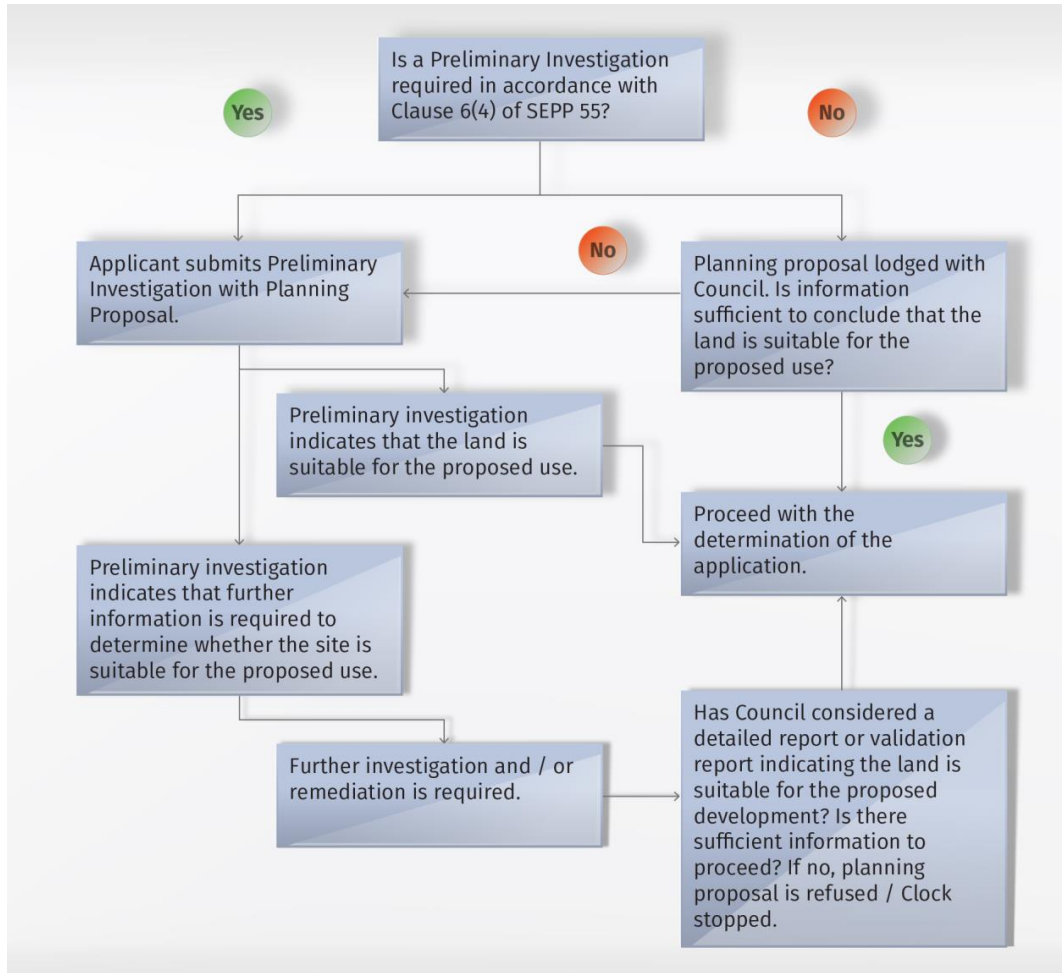 Is a Preliminary Investigation
required in accordance with
Clause 6(4) of SEPP 55?
Yes
No
Applicant submits Preliminary
Investigation with Planning
Proposal.
No
Planning proposal lodged with
Council. Is information
sufficient to conclude that the
land is suitable for the
proposed use?
Preliminary investigation
indicates that the land is
suitable for the proposed use.
Yes
Proceed with the
determination of the
application.
Preliminary investigation
indicates that further
information is required to
determine whether the site is
suitable for the proposed use.
Further investigation and / or
remediation is required.
Has Council considered a
detailed report or validation
report indicating the land is
suitable for the proposed
development? Is there
sufficient information to
proceed? If no, planning
proposal is refused / Clock
stopped.